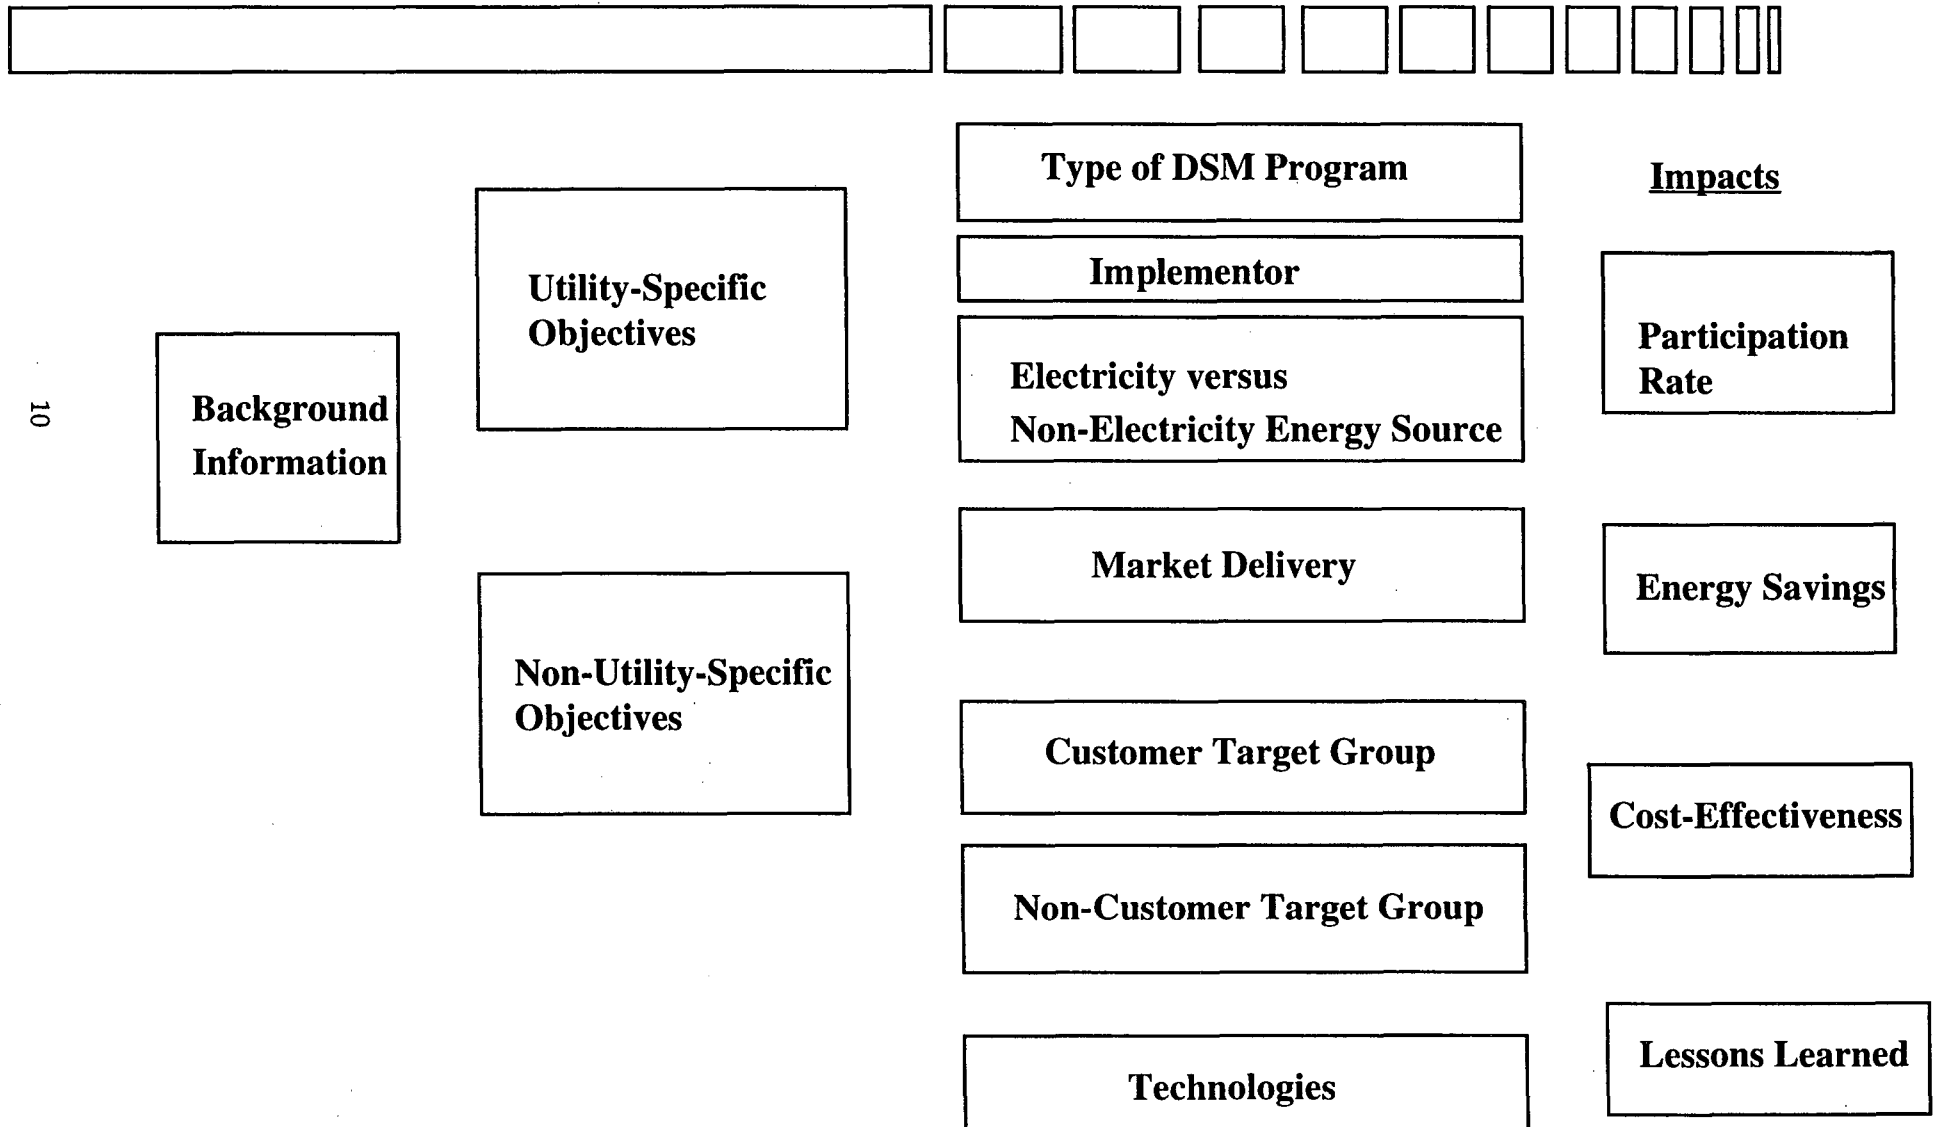 10
Background
Information
Utility-Specific
Objectives
Non-Utility-Specific
Objectives
Type of DSM Program
Implementor
Electricity versus
Non-Electricity Energy Source
Market Delivery
Customer Target Group
Non-Customer Target Group
Technologies
Impacts
Participation
Rate
Energy Savings
Cost-Effectiveness
Lessons Learned